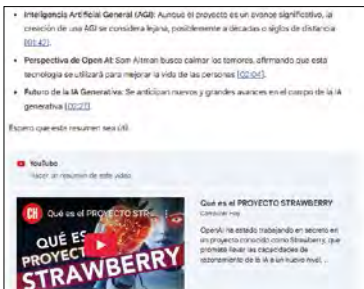 • Inteligencia Artificial General (AGI): Aunque el proyecto es un avance significativo, la
creación de una AGI se considera lejana, posiblemente a décadas o siglos de distancia
[01:42].
• Perspectiva de Open AI: Sam Altman busca calmar los temores, afirmando que esta
tecnología se utilizará para mejorar la vida de las personas [02:04].
• Futuro de la IA Generativa: Se anticipan nuevos y grandes avances en el campo de la IA
generativa [02:27].
Espero que este resumen sea útil.
YouTube
Hacer un resumen de este video
CH Qué es el PROYECTO STR...
QUÉ ES
PROYECT
STRAWBERRY
Qué es el PROYECTO STRAWBERRY
Computer Hoy
OpenAI ha estado trabajando en secreto en
un proyecto conocido como Strawberry, que
promete llevar las capacidades de
razonamiento de la IA a un nuevo nivel, ...